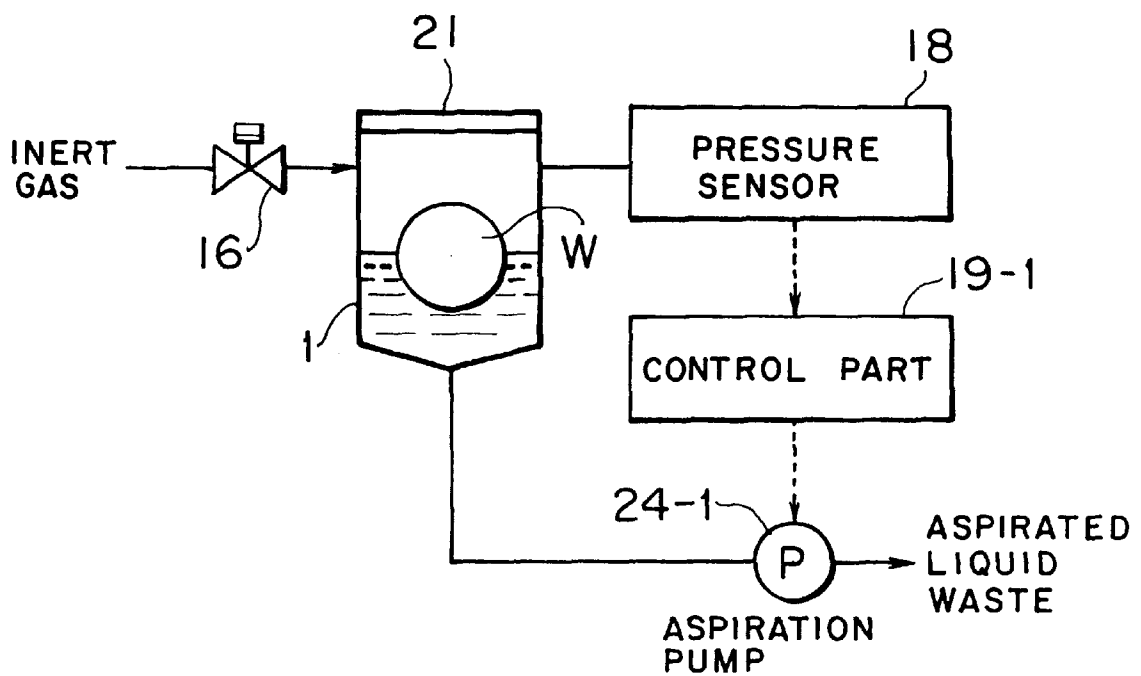 21
18
INERT
GAS
PRESSURE
SENSOR
16
W
19-1
1
CONTROL PART
24-1
P
ASPIRATED
LIQUID
WASTE
ASPIRATION
PUMP